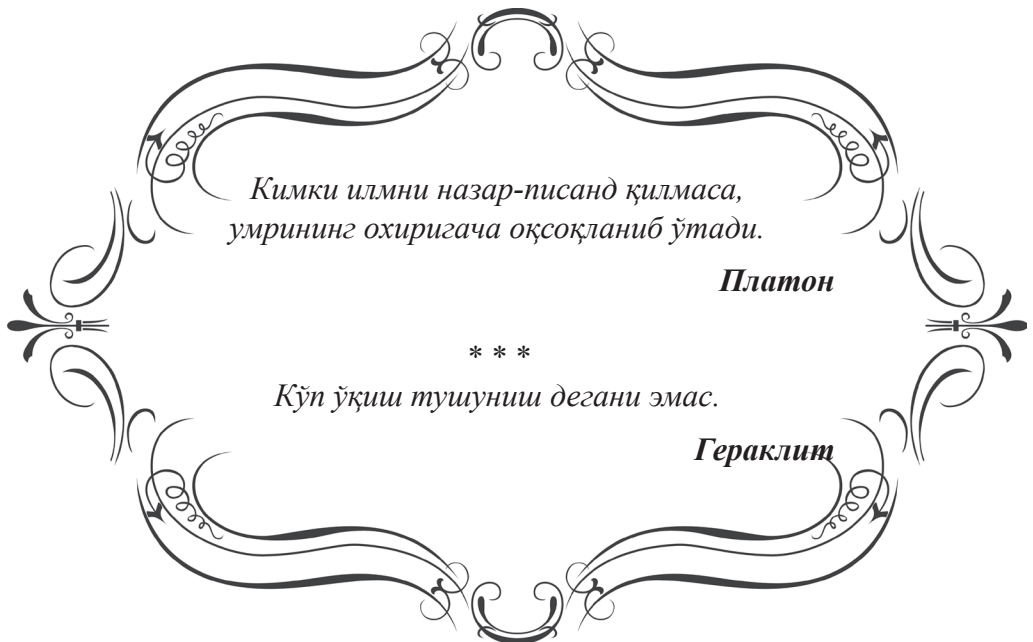 Кимки илмни назар-писанд қилмаса,
умрининг охиригача оқсоқланиб ўтади.
Платон
* * *
Кўп ўқиш тушуниш дегани эмас.
Гераклит